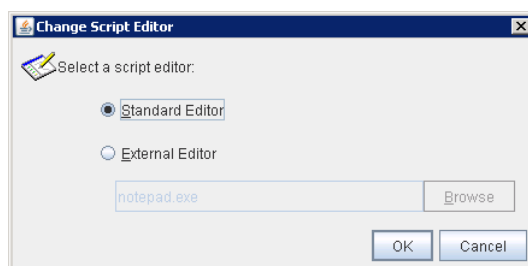 Change Script Editor
Select a script editor:
Standard Editor
External Editor
notepad.exe
Browse
OK
Cancel